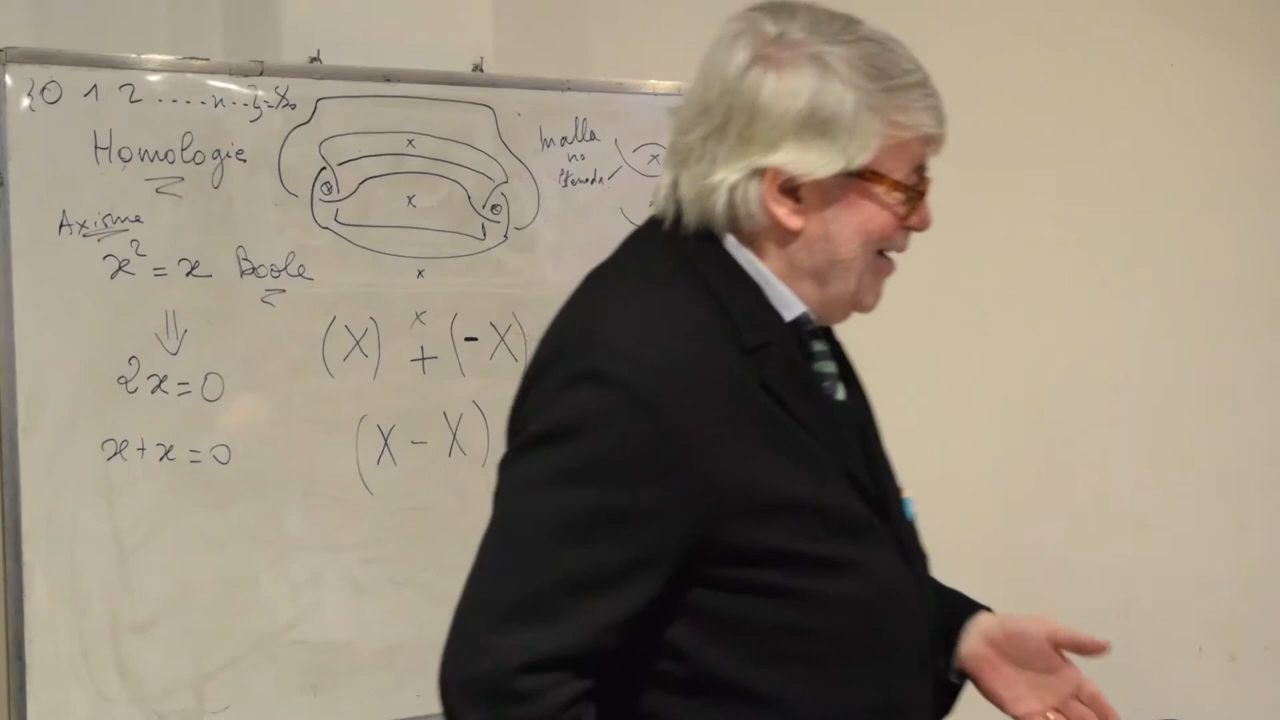 {0 1 2 .....n..}=ℵ₀
Homologie
Axiome
x² = x Boole
⇓
2x=0
x+x=0
x
x
x
x
(X) + (-X)
(X - X)
malla
no
x